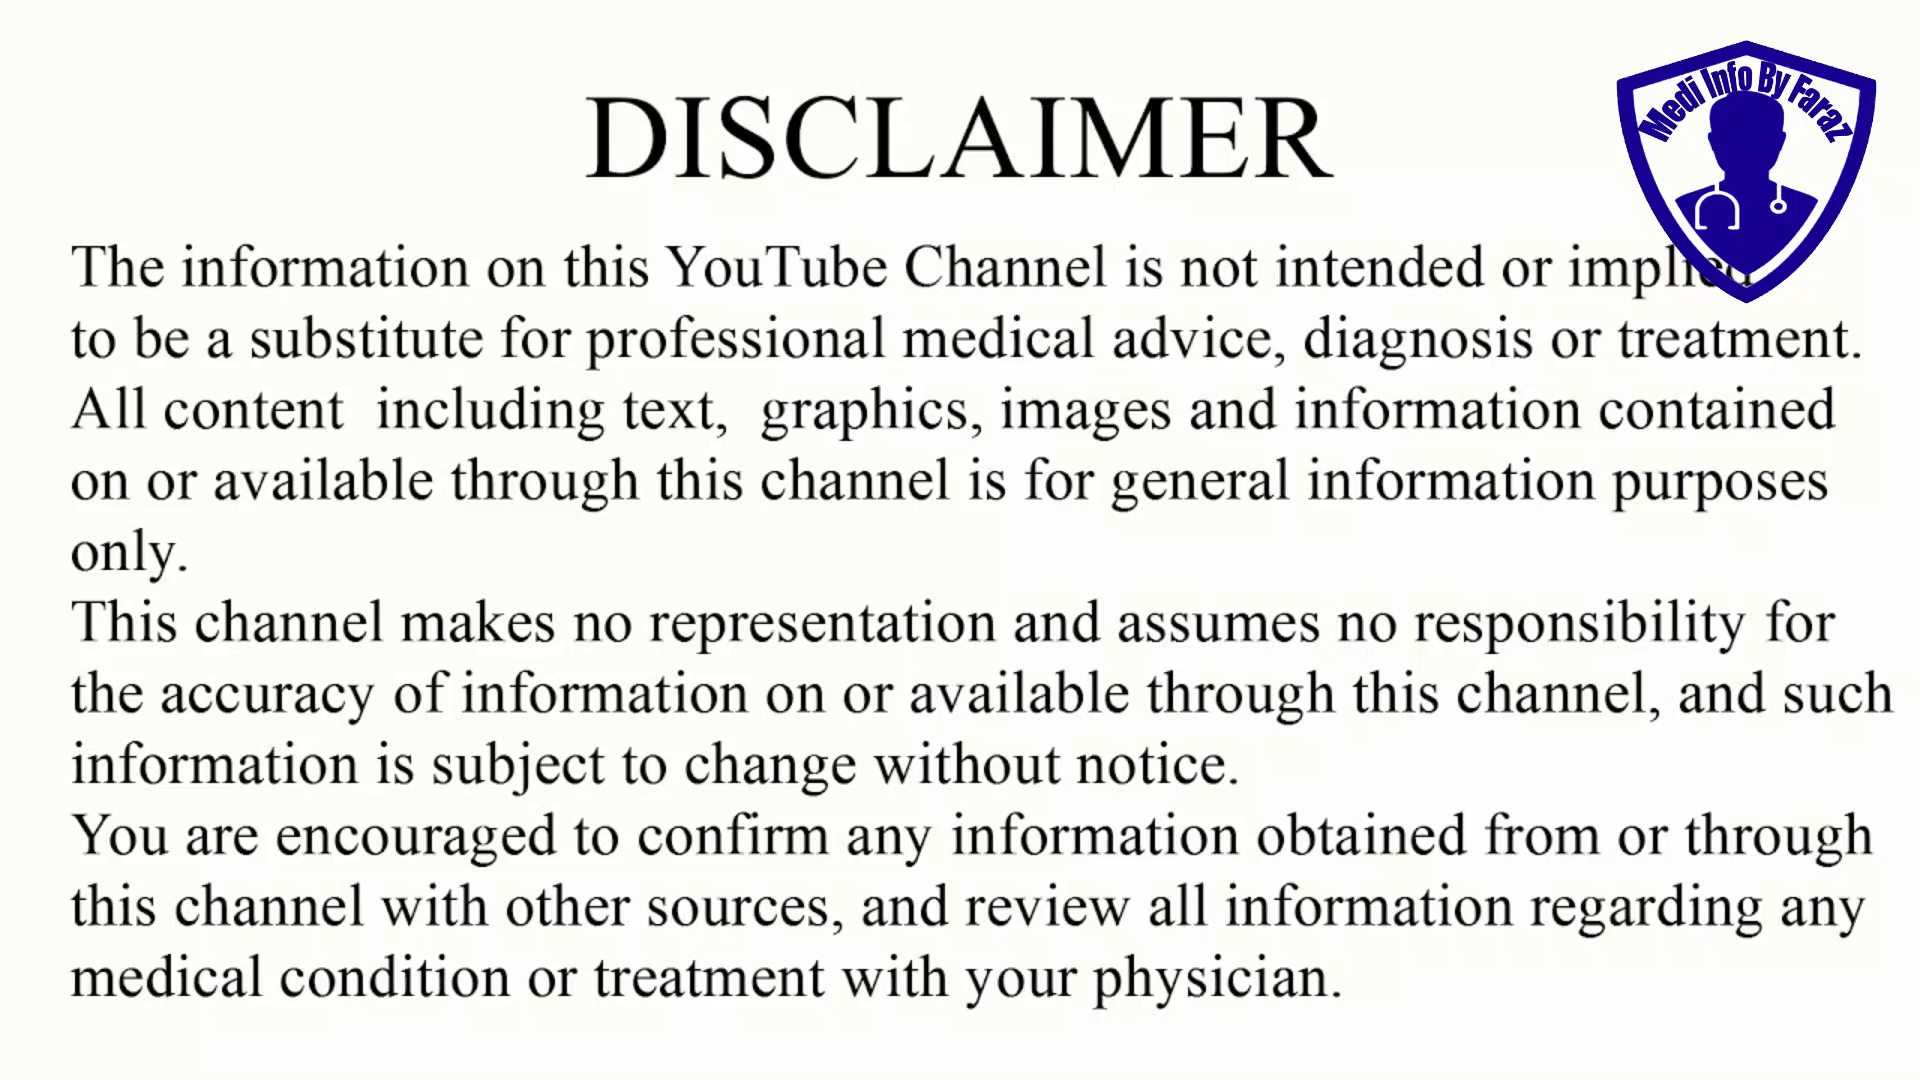 Medi Info By Faraz
DISCLAIMER
The information on this YouTube Channel is not intended or implied
to be a substitute for professional medical advice, diagnosis or treatment.
All content including text, graphics, images and information contained
on or available through this channel is for general information purposes
only.
This channel makes no representation and assumes no responsibility for
the accuracy of information on or available through this channel, and such
information is subject to change without notice.
You are encouraged to confirm any information obtained from or through
this channel with other sources, and review all information regarding any
medical condition or treatment with your physician.